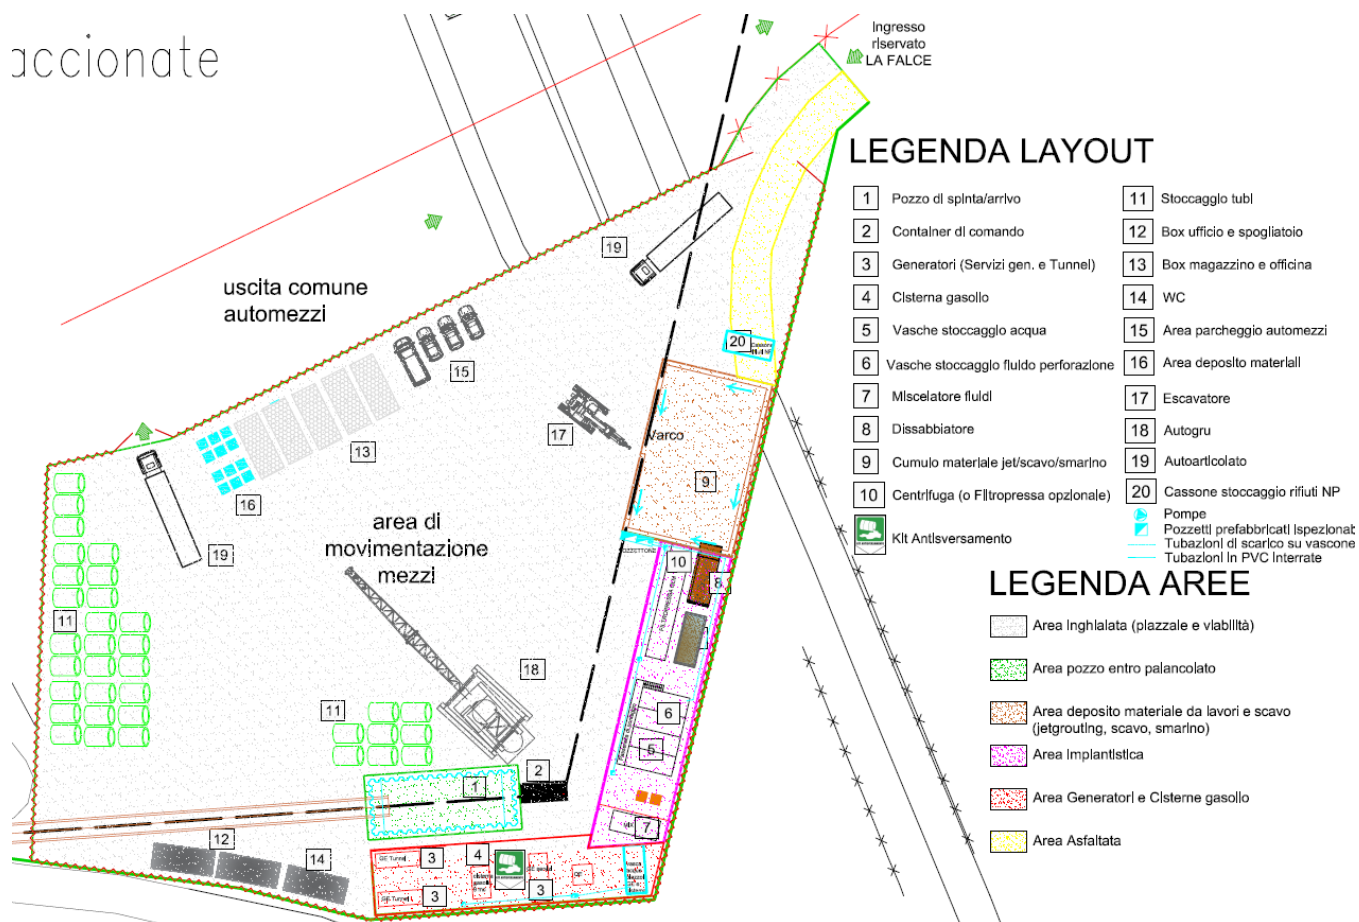 accionate
Ingresso
riservato
LA FALCE
uscita comune
automezzi
area di
movimentazione
mezzi
Varco
POZZETTONE
Cassone
rifiuti NP
19
20
15
17
13
16
9
19
10
8
11
18
11
6
5
2
1
7
12
14
GE Tunnel
3
4
3
GE Tunnel
3
LEGENDA LAYOUT
1 Pozzo di spinta/arrivo
2 Container di comando
3 Generatori (Servizi gen. e Tunnel)
4 Cisterna gasolio
5 Vasche stoccaggio acqua
6 Vasche stoccaggio fluido perforazione
7 Miscelatore fluidi
8 Dissabbiatore
9 Cumulo materiale jet/scavo/smarino
10 Centrifuga (o Filtropressa opzionale)
Kit Antisversamento
11 Stoccaggio tubi
12 Box ufficio e spogliatoio
13 Box magazzino e officina
14 WC
15 Area parcheggio automezzi
16 Area deposito materiali
17 Escavatore
18 Autogru
19 Autoarticolato
20 Cassone stoccaggio rifiuti NP
Pompe
Pozzetti prefabbricati ispezionab
Tubazioni di scarico su vascone
Tubazioni in PVC interrate
LEGENDA AREE
Area Inghiaiata (piazzale e viabilità)
Area pozzo entro palancolato
Area deposito materiale da lavori e scavo
(jetgrouting, scavo, smarino)
Area Impiantistica
Area Generatori e Cisterne gasolio
Area Asfaltata